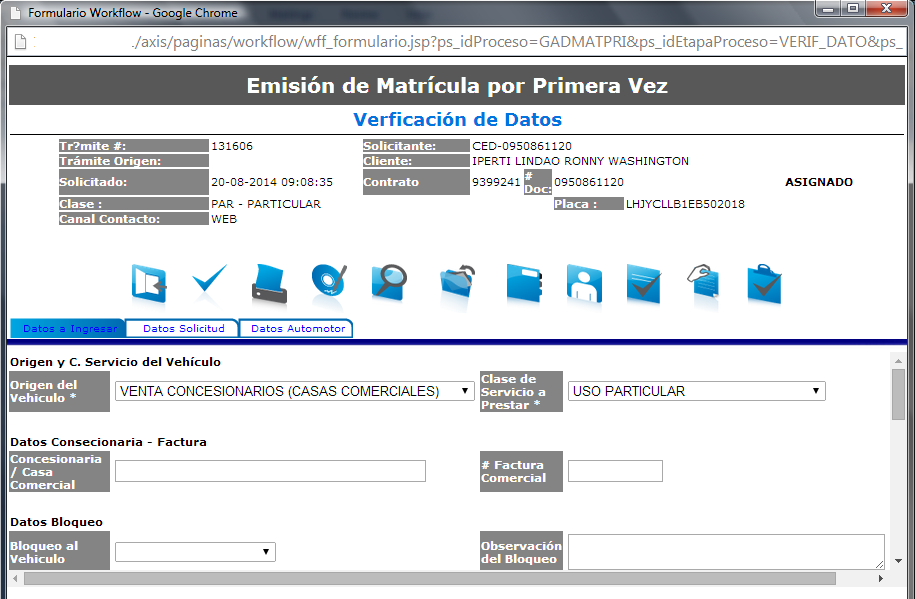 Formulario Workflow - Google Chrome
./axis/paginas/workflow/wff_formulario.jsp?ps_idProceso=GADMATPRI&ps_idEtapaProceso=VERIF_DATO&ps_
Emisión de Matrícula por Primera Vez
Verficación de Datos
Tr?mite #: 131606 Solicitante: CED-0950861120
Trámite Origen: Cliente: IPERTI LINDAO RONNY WASHINGTON
Solicitado: 20-08-2014 09:08:35 Contrato 9399241 # Doc: 0950861120 ASIGNADO
Clase : PAR - PARTICULAR Placa : LHJYCLLB1EB502018
Canal Contacto: WEB
Datos a Ingresar Datos Solicitud Datos Automotor
Origen y C. Servicio del Vehículo
Origen del Vehiculo * VENTA CONCESIONARIOS (CASAS COMERCIALES) Clase de Servicio a Prestar * USO PARTICULAR
Datos Consecionaria - Factura
Concesionaria / Casa Comercial # Factura Comercial
Datos Bloqueo
Bloqueo al Vehiculo Observación del Bloqueo